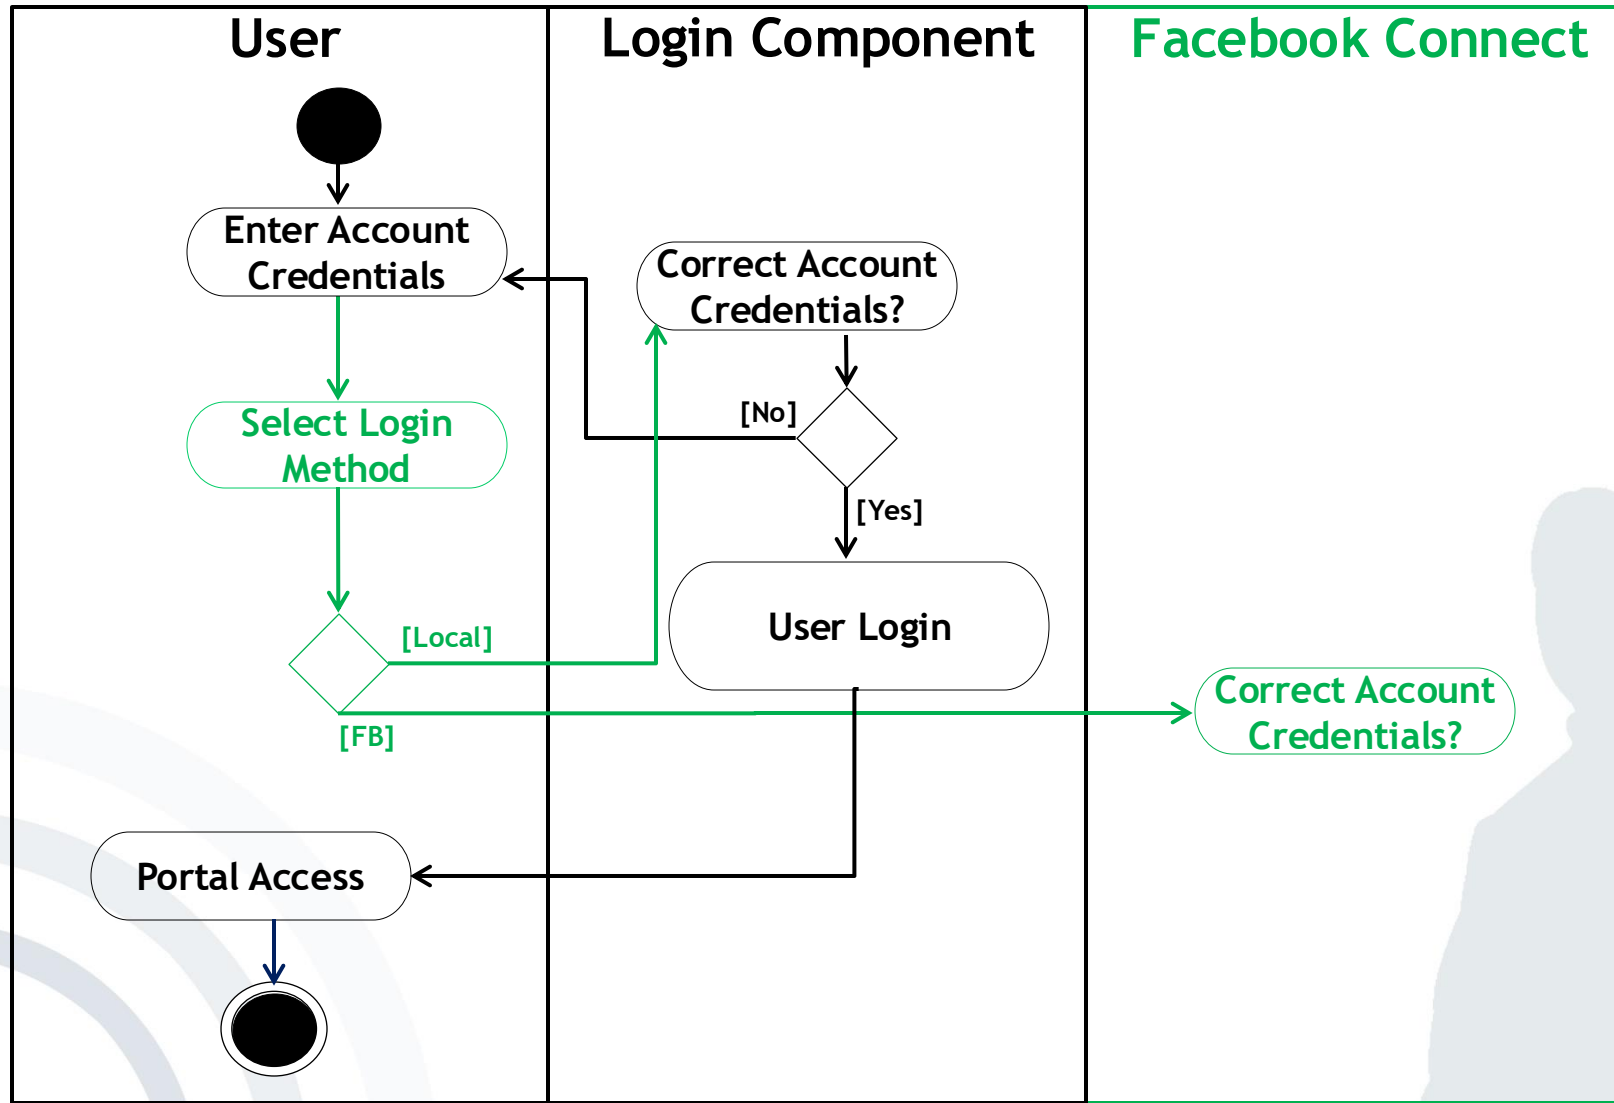 User
Login Component
Facebook Connect
Enter Account
Credentials
Correct Account
Credentials?
[No]
Select Login
Method
[Yes]
[Local]
User Login
[FB]
Correct Account
Credentials?
Portal Access